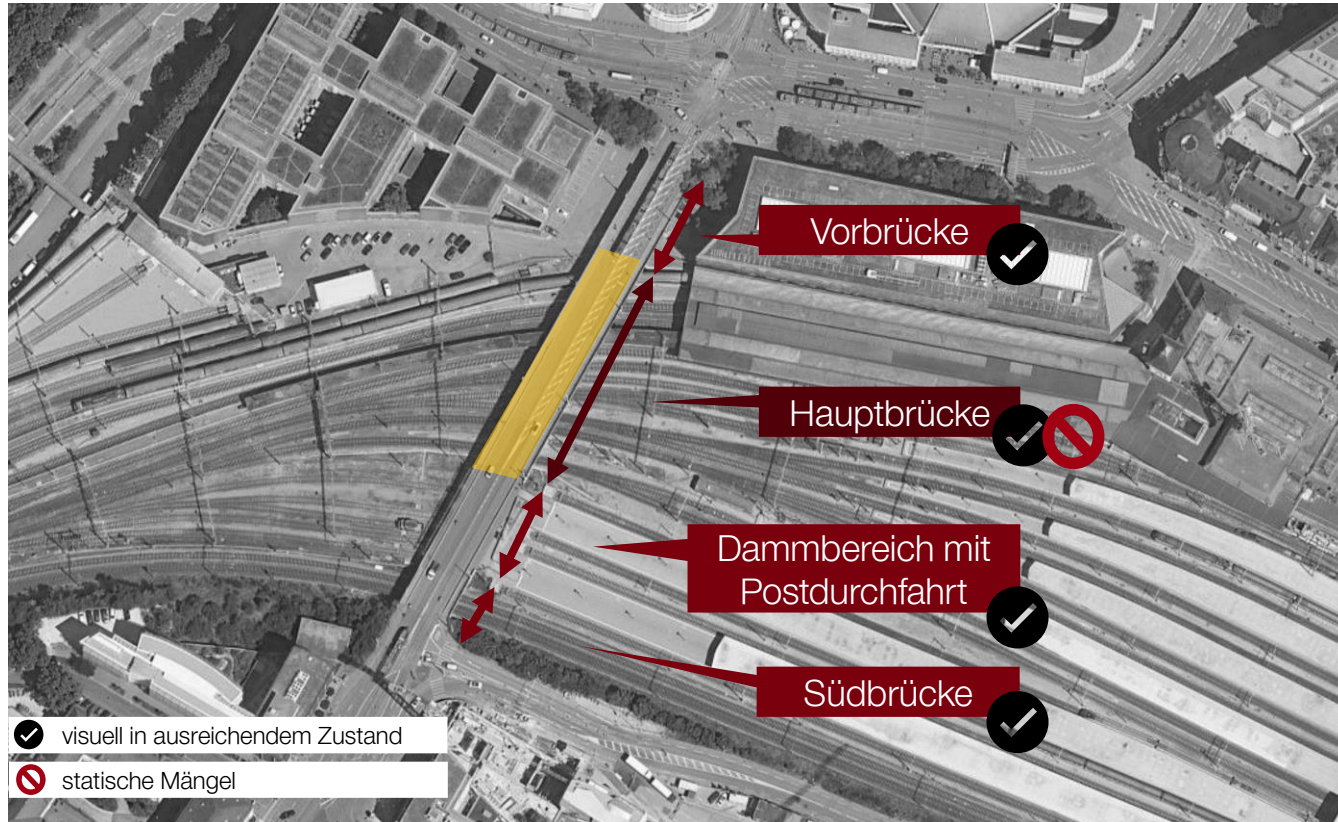 Vorbrücke
Hauptbrücke
Dammbereich mit
Postdurchfahrt
Südbrücke
visuell in ausreichendem Zustand
statische Mängel